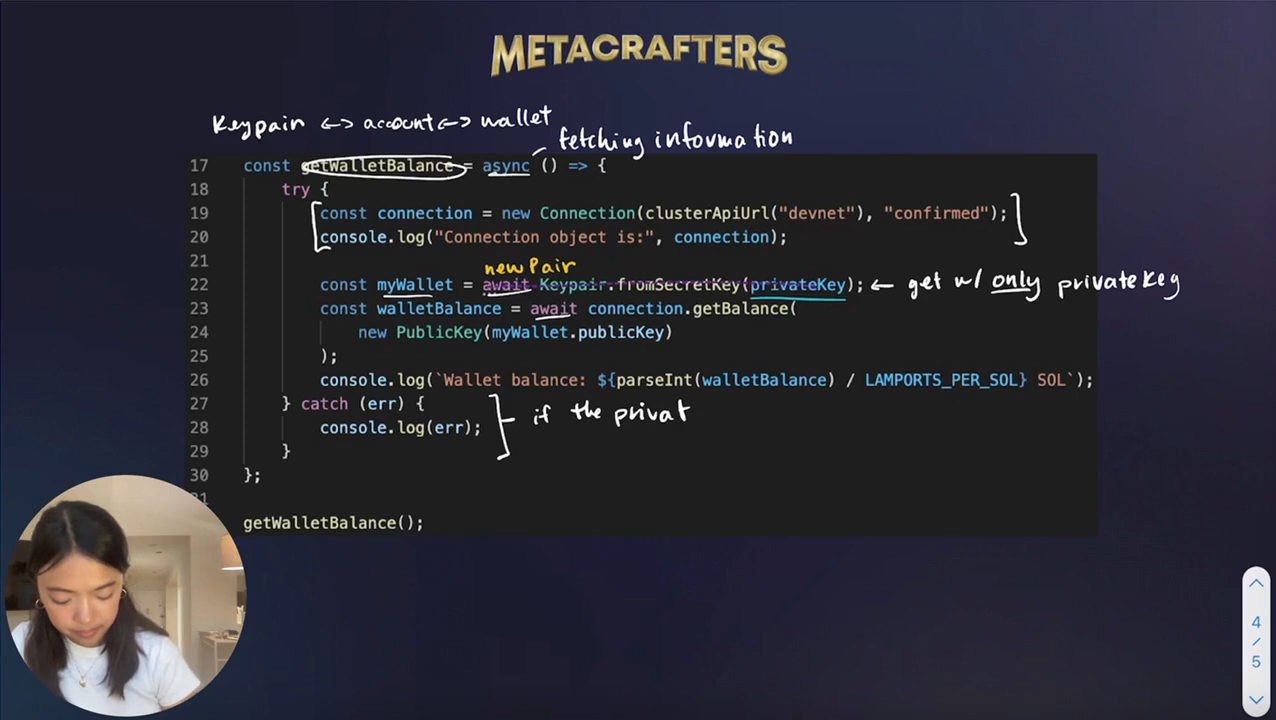 METACRAFTERS
Keypair <-> account <-> wallet
fetching information
17 const getWalletBalance = async () => {
18 try {
19 const connection = new Connection(clusterApiUrl("devnet"), "confirmed");
20 console.log("Connection object is:", connection);
21
newPair
22 const myWallet = await Keypair.fromSecretKey(privateKey); ← get w/ only privateKey
23 const walletBalance = await connection.getBalance(
24 new PublicKey(myWallet.publicKey)
25 );
26 console.log(`Wallet balance: ${parseInt(walletBalance) / LAMPORTS_PER_SOL} SOL`);
27 } catch (err) {
if the privat
28 console.log(err);
29 }
30 };
31
getWalletBalance();
4
/
5